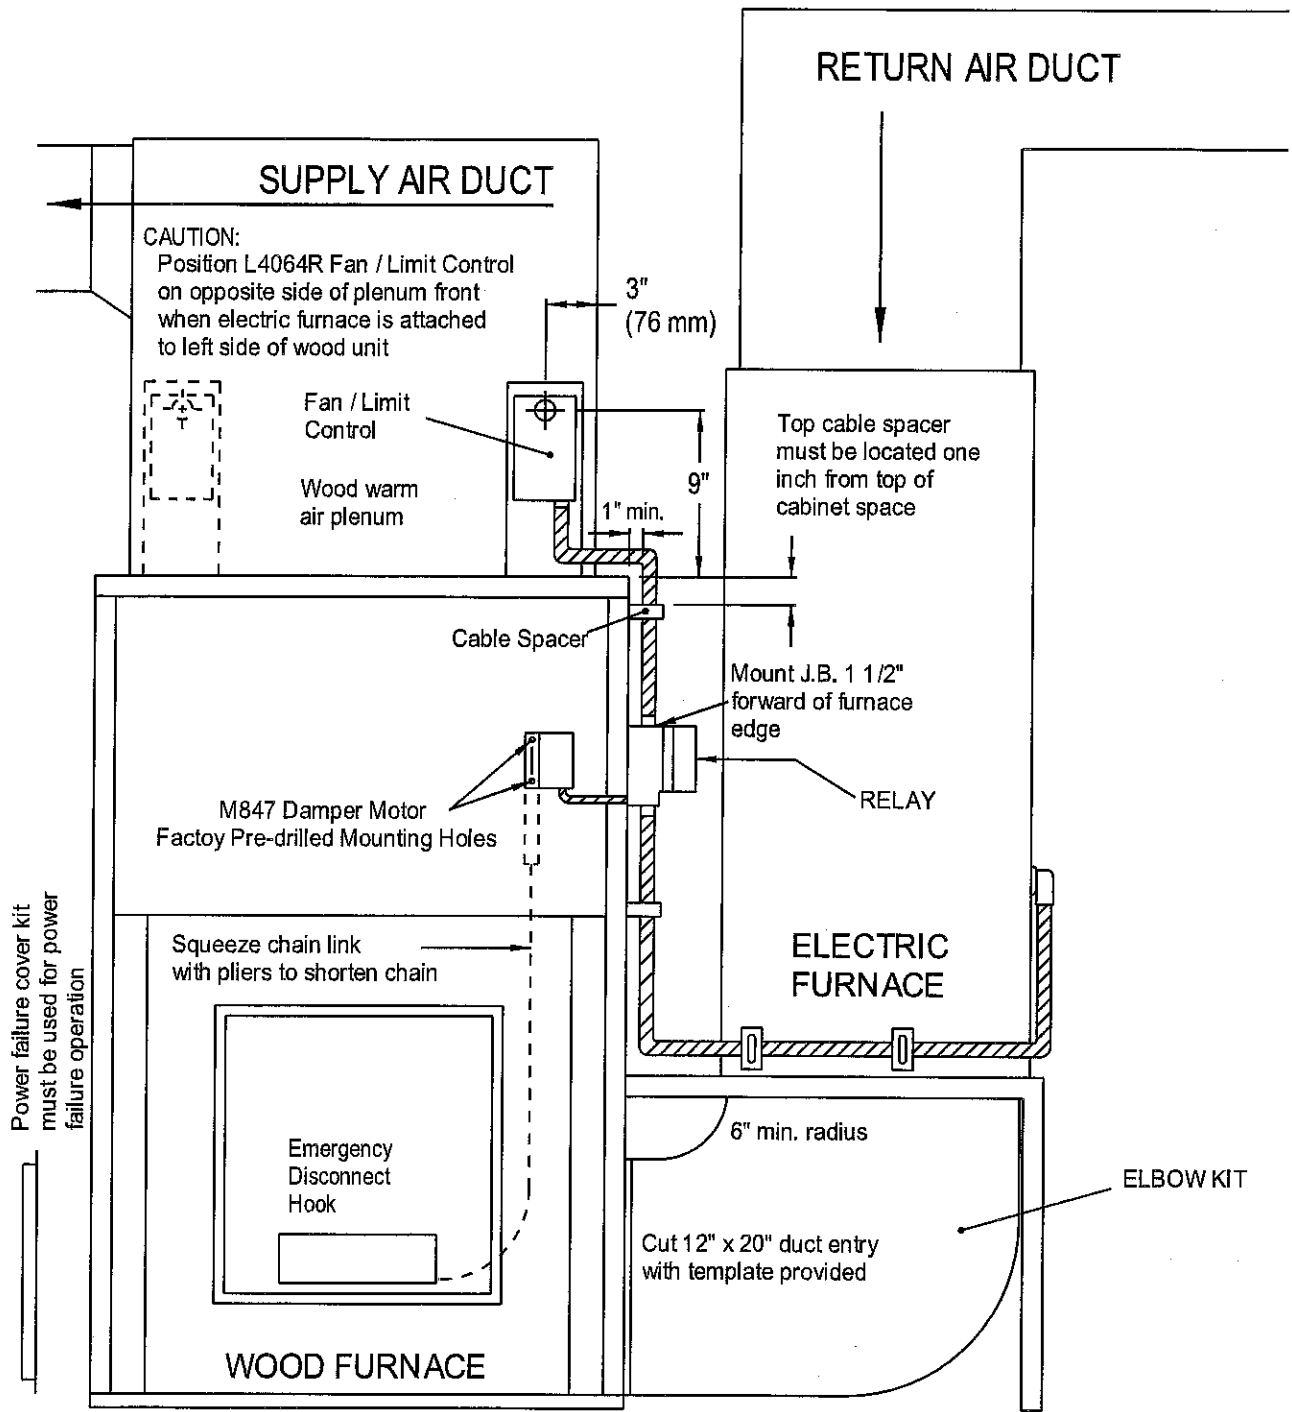 RETURN AIR DUCT
SUPPLY AIR DUCT
CAUTION:
Position L4064R Fan / Limit Control
on opposite side of plenum front
when electric furnace is attached
to left side of wood unit
3"
(76 mm)
Fan / Limit
Control
Wood warm
air plenum
9"
1" min.
Top cable spacer
must be located one
inch from top of
cabinet space
Cable Spacer
Mount J.B. 1 1/2"
forward of furnace
edge
RELAY
M847 Damper Motor
Factoy Pre-drilled Mounting Holes
Power failure cover kit
must be used for power
failure operation
Squeeze chain link
with pliers to shorten chain
ELECTRIC
FURNACE
Emergency
Disconnect
Hook
6" min. radius
ELBOW KIT
Cut 12" x 20" duct entry
with template provided
WOOD FURNACE